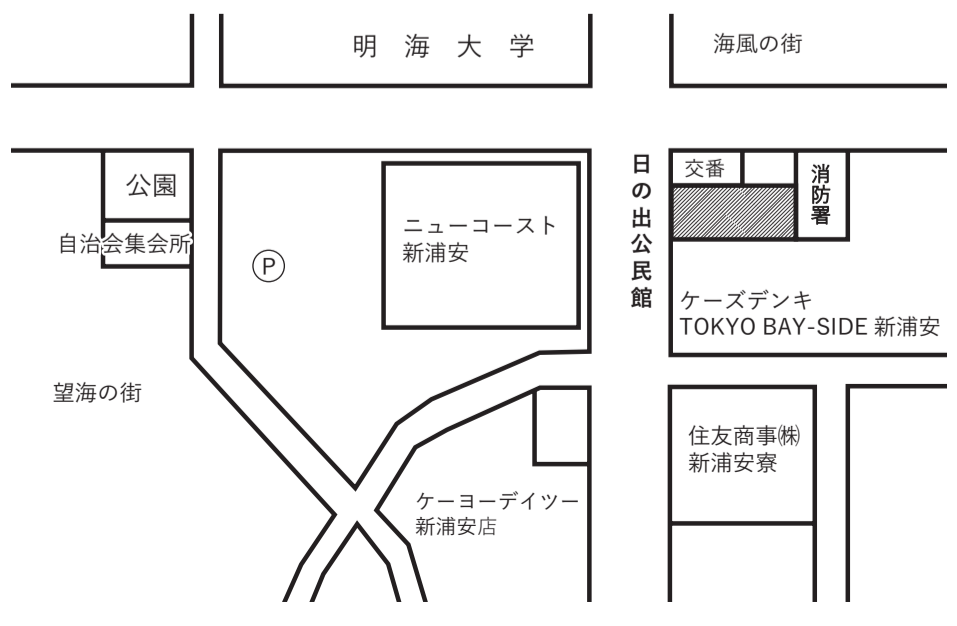 明海大学
海風の街
公園
自治会集会所
Ⓟ
ニューコースト
新浦安
日の出公民館
交番
消防署
ケーズデンキ
TOKYO BAY-SIDE 新浦安
望海の街
ケーヨーデイツー
新浦安店
住友商事㈱
新浦安寮